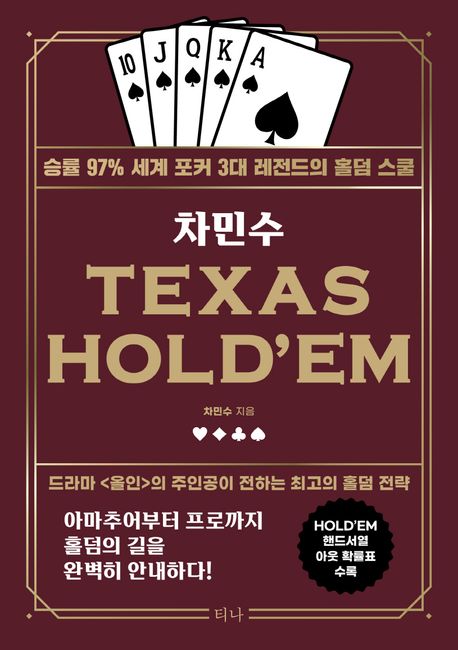 10 J Q K A
승률 97% 세계 포커 3대 레전드의 홀덤 스쿨
차민수
TEXAS
HOLD'EM
차민수 지음
드라마 <올인>의 주인공이 전하는 최고의 홀덤 전략
아마추어부터 프로까지
홀덤의 길을
완벽히 안내하다!
HOLD'EM
핸드서열
아웃 확률표
수록
티나